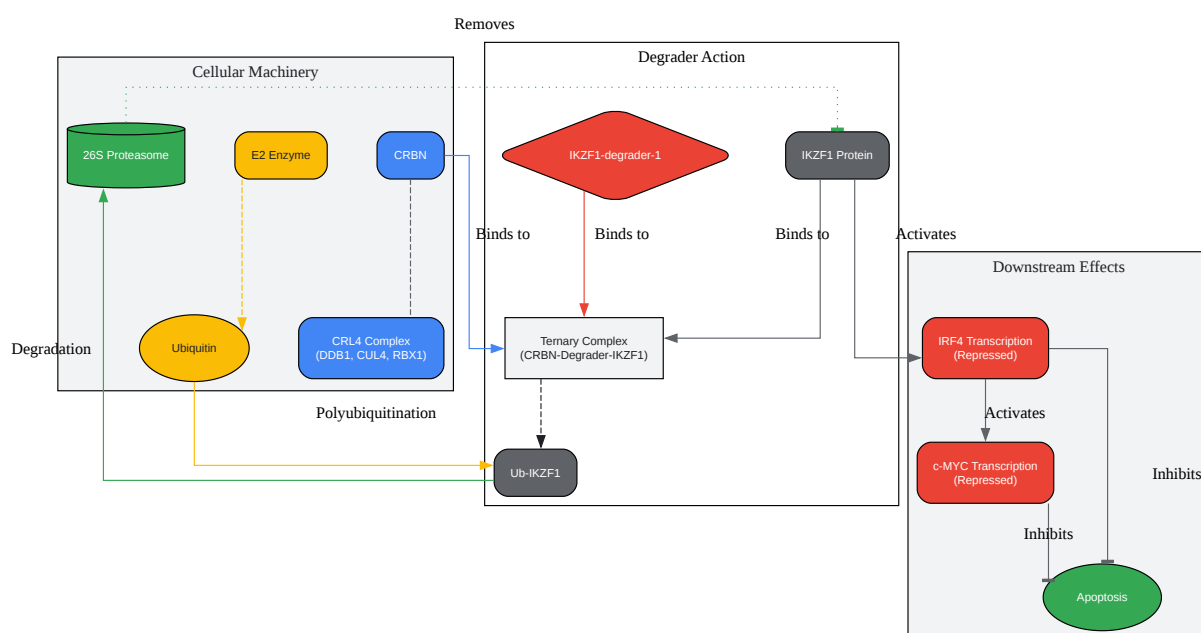 Removes
Cellular Machinery
Degrader Action
26S Proteasome
E2 Enzyme
CRBN
IKZF1-degrader-1
IKZF1 Protein
Binds to
Binds to
Binds to
Activates
Downstream Effects
Degradation
Ubiquitin
CRL4 Complex
(DDB1, CUL4, RBX1)
Ternary Complex
(CRBN-Degrader-IKZF1)
IRF4 Transcription
(Repressed)
Polyubiquitination
Activates
Ub-IKZF1
c-MYC Transcription
(Repressed)
Inhibits
Inhibits
Apoptosis